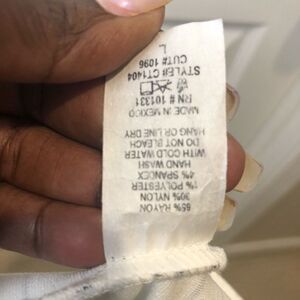 65% RAYON
30% NYLON
1% POLYESTER
4% SPANDEX
HAND WASH
WITH COLD WATER
DO NOT BLEACH
HANG OR LINE DRY
MADE IN MEXICO
RN # 101331
STYLE# CT1404
CUT# 1096
L